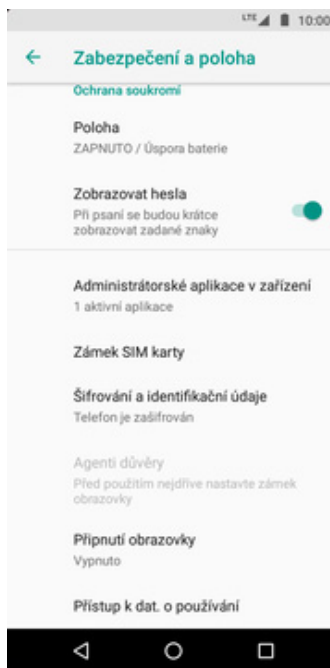 LTE 10:00
Zabezpečení a poloha
Ochrana soukromí
Poloha
ZAPNUTO / Úspora baterie
Zobrazovat hesla
Při psaní se budou krátce
zobrazovat zadané znaky
Administrátorské aplikace v zařízení
1 aktivní aplikace
Zámek SIM karty
Šifrování a identifikační údaje
Telefon je zašifrován
Agenti důvěry
Před použitím nejdříve nastavte zámek
obrazovky
Připnutí obrazovky
Vypnuto
Přístup k dat. o používání